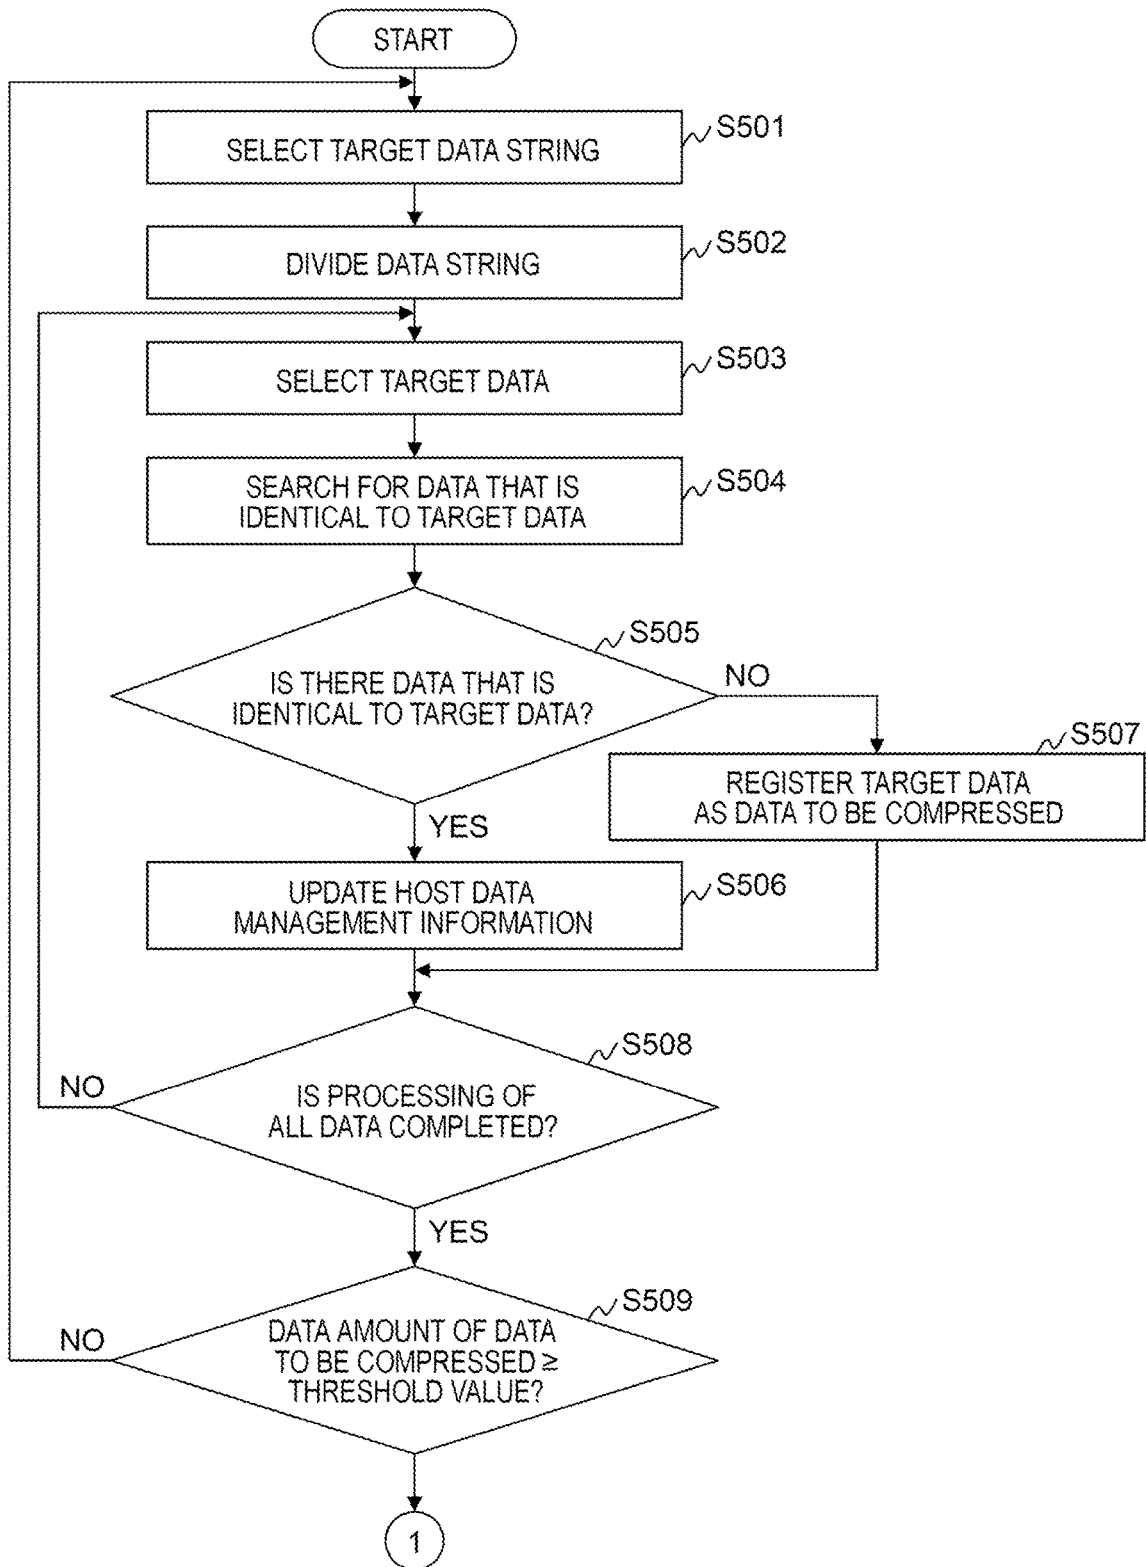 START
SELECT TARGET DATA STRING
S501
DIVIDE DATA STRING
S502
SELECT TARGET DATA
S503
SEARCH FOR DATA THAT IS
IDENTICAL TO TARGET DATA
S504
IS THERE DATA THAT IS
IDENTICAL TO TARGET DATA?
S505
NO
REGISTER TARGET DATA
AS DATA TO BE COMPRESSED
S507
YES
UPDATE HOST DATA
MANAGEMENT INFORMATION
S506
IS PROCESSING OF
ALL DATA COMPLETED?
S508
NO
YES
DATA AMOUNT OF DATA
TO BE COMPRESSED ≥
THRESHOLD VALUE?
S509
NO
1